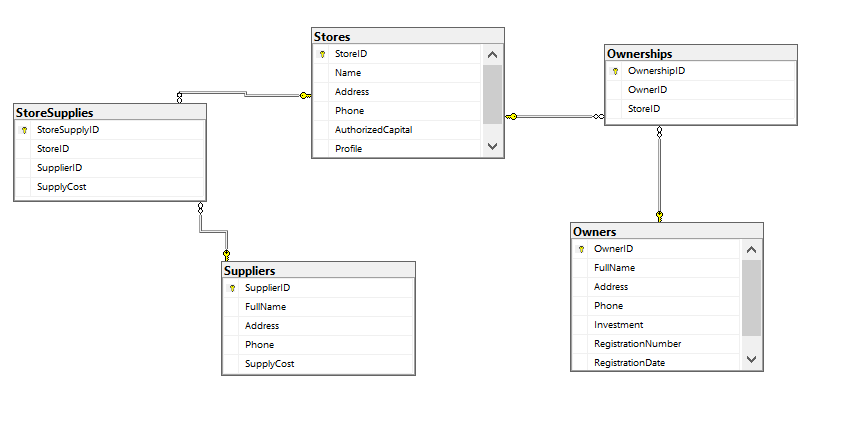 Stores
StoreID
Name
Address
Phone
AuthorizedCapital
Profile
Ownerships
OwnershipID
OwnerID
StoreID
StoreSupplies
StoreSupplyID
StoreID
SupplierID
SupplyCost
Owners
OwnerID
FullName
Address
Phone
Investment
RegistrationNumber
RegistrationDate
Suppliers
SupplierID
FullName
Address
Phone
SupplyCost